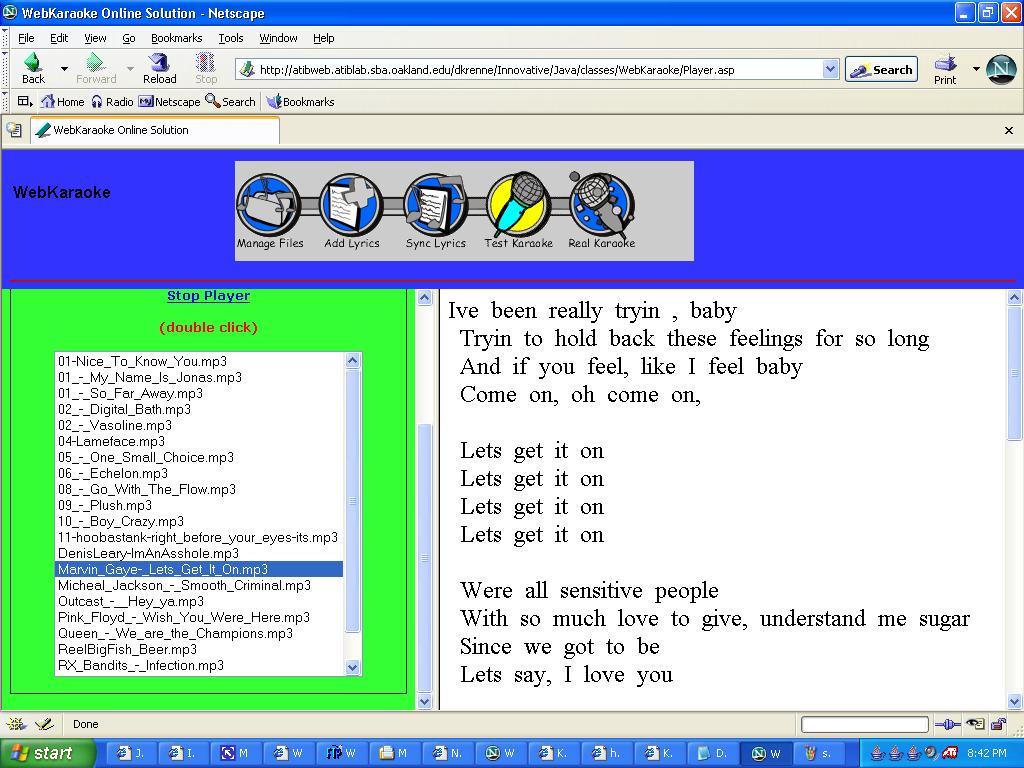 WebKaraoke Online Solution - Netscape
File Edit View Go Bookmarks Tools Window Help
http://atibweb.atiblab.sba.oakland.edu/dkrenne/Innovative/Java/classes/WebKaraoke/Player.asp
Search
Back Forward Reload Stop Print
Home Radio My Netscape Search Bookmarks
WebKaraoke Online Solution
WebKaraoke
Manage Files Add Lyrics Sync Lyrics Test Karaoke Real Karaoke
Stop Player
(double click)
01-Nice_To_Know_You.mp3
01_-_My_Name_Is_Jonas.mp3
01_-_So_Far_Away.mp3
02_-_Digital_Bath.mp3
02_-_Vasoline.mp3
04-Lameface.mp3
05_-_One_Small_Choice.mp3
06_-_Echelon.mp3
08_-_Go_With_The_Flow.mp3
09_-_Plush.mp3
10_-_Boy_Crazy.mp3
11-hoobastank-right_before_your_eyes-its.mp3
DenisLeary-ImAnAsshole.mp3
Marvin_Gaye-_Lets_Get_It_On.mp3
Micheal_Jackson_-_Smooth_Criminal.mp3
Outcast_-__Hey_ya.mp3
Pink_Floyd_-_Wish_You_Were_Here.mp3
Queen_-_We_are_the_Champions.mp3
ReelBigFish_Beer.mp3
RX_Bandits_-_Infection.mp3
Ive been really tryin , baby
Tryin to hold back these feelings for so long
And if you feel, like I feel baby
Come on, oh come on,
Lets get it on
Lets get it on
Lets get it on
Lets get it on
Were all sensitive people
With so much love to give, understand me sugar
Since we got to be
Lets say, I love you
Done
start J. I. M W W M N. W K. h. K. D. W s. 8:42 PM